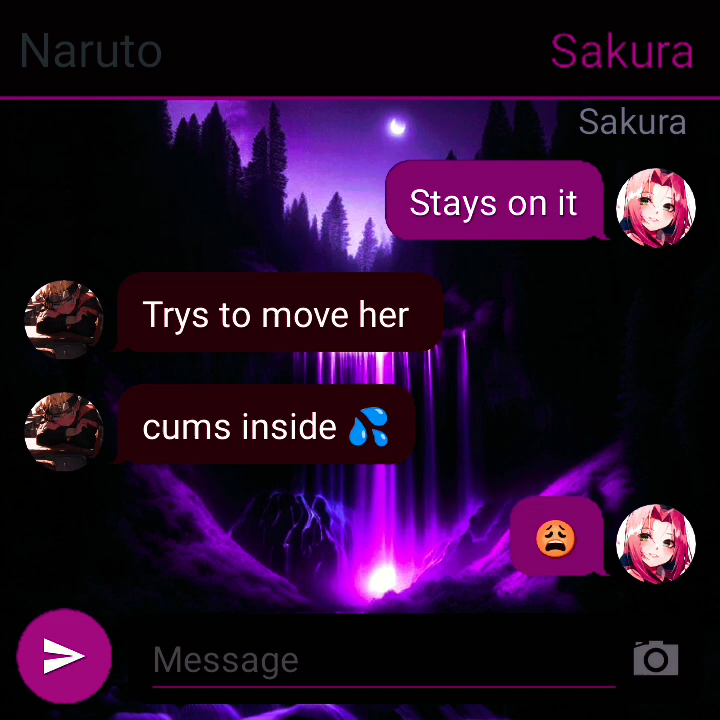 Naruto
Sakura
Sakura
Stays on it
Trys to move her
cums inside 💦
😩
Message